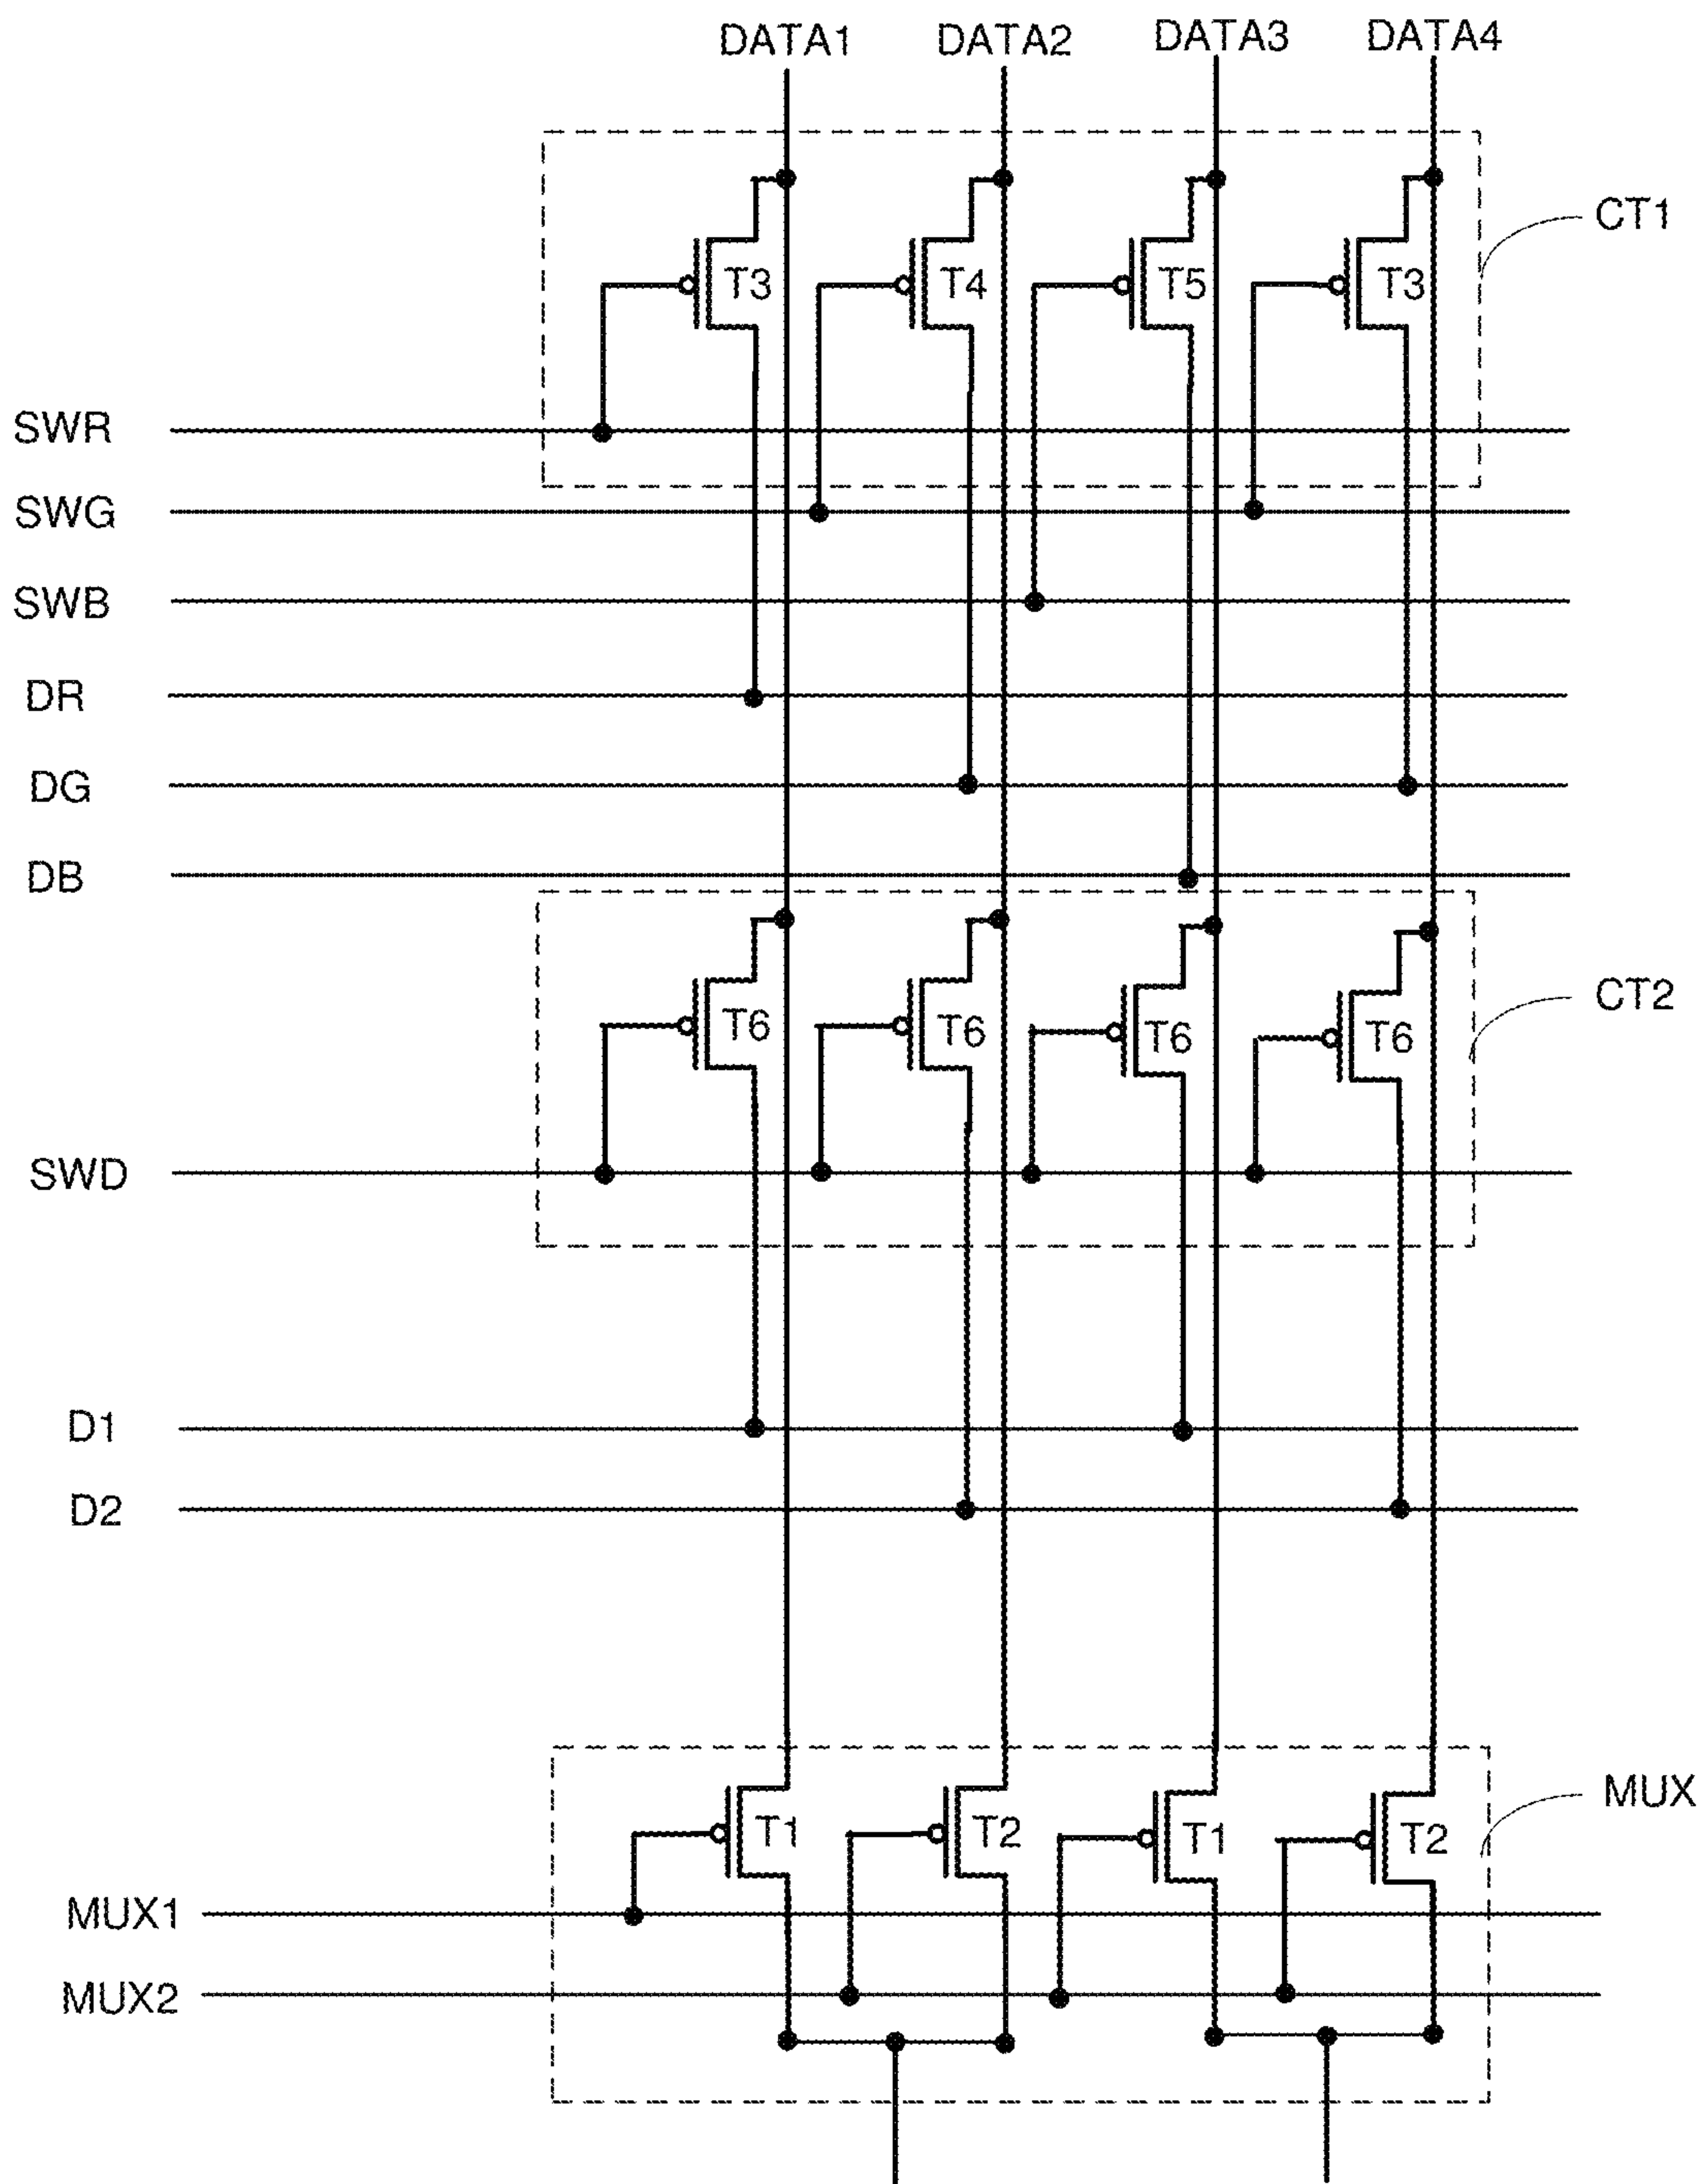 DATA1 DATA2 DATA3 DATA4
CT1
T3 T4 T5 T3
SWR
SWG
SWB
DR
DG
DB
CT2
T6 T6 T6 T6
SWD
D1
D2
MUX
T1 T2 T1 T2
MUX1
MUX2